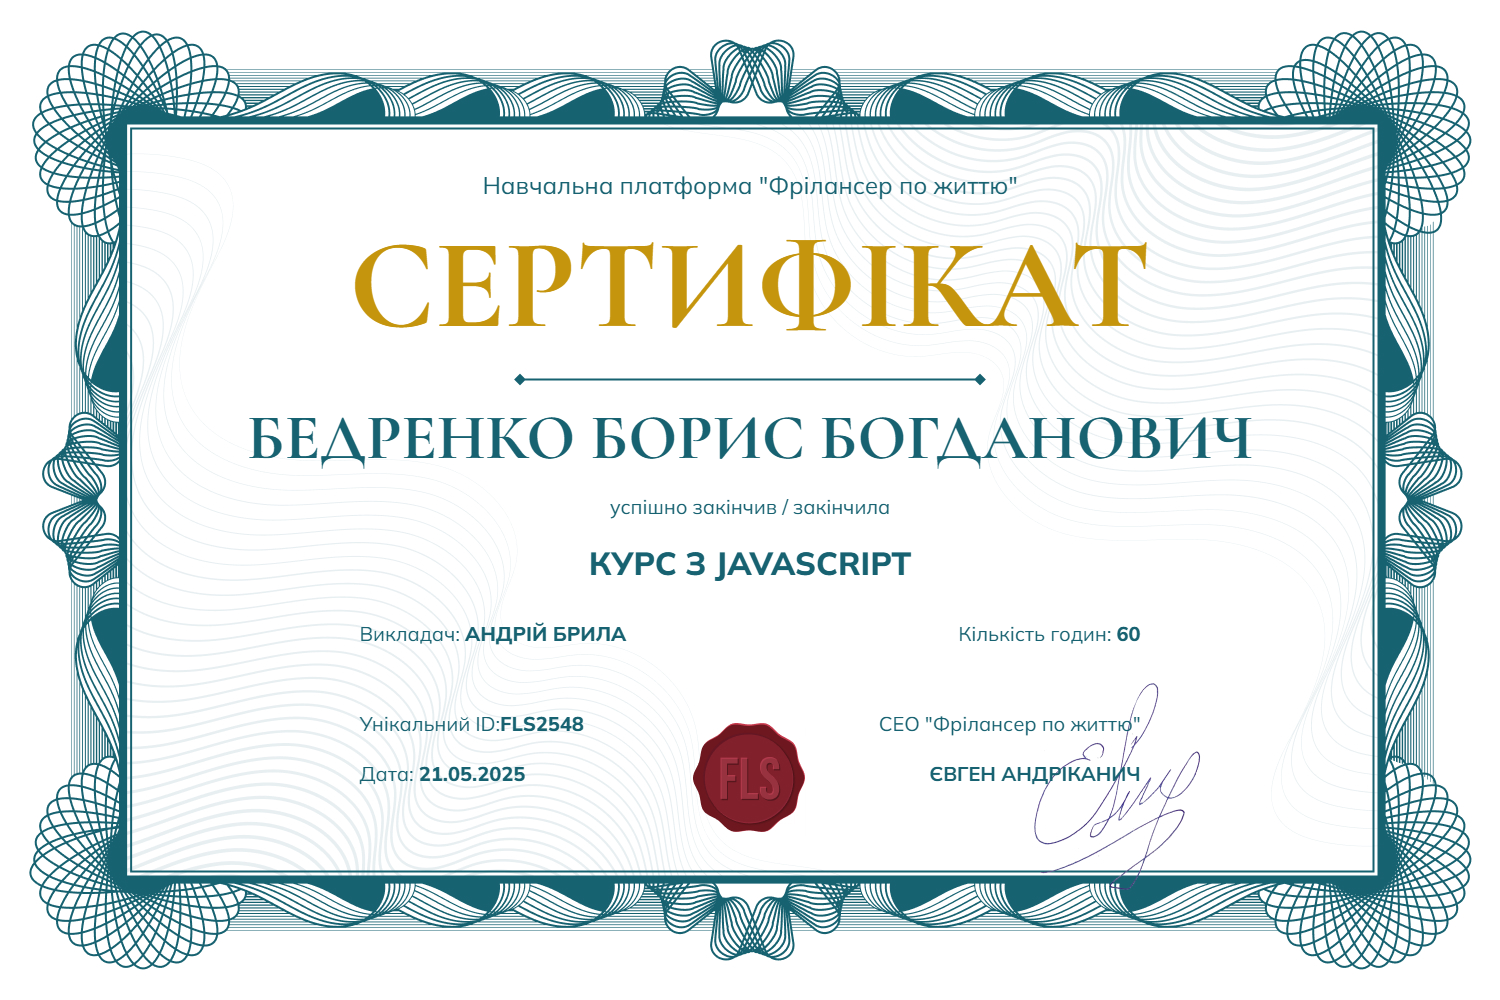 Навчальна платформа "Фрілансер по життю"
СЕРТИФІКАТ
БЕДРЕНКО БОРИС БОГДАНОВИЧ
успішно закінчив / закінчила
КУРС З JAVASCRIPT
Викладач: АНДРІЙ БРИЛА
Кількість годин: 60
Унікальний ID:FLS2548
СЕО "Фрілансер по життю"
Дата: 21.05.2025
ЄВГЕН АНДРІКАНИЧ
FLS